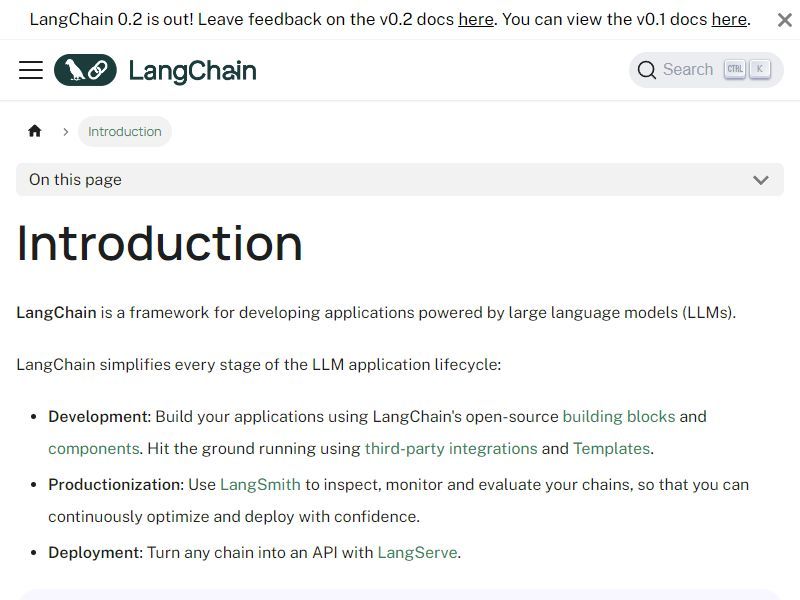 LangChain 0.2 is out! Leave feedback on the v0.2 docs here. You can view the v0.1 docs here.
LangChain
Search CTRL K
Introduction
On this page
Introduction
LangChain is a framework for developing applications powered by large language models (LLMs).
LangChain simplifies every stage of the LLM application lifecycle:
• Development: Build your applications using LangChain's open-source building blocks and
components. Hit the ground running using third-party integrations and Templates.
• Productionization: Use LangSmith to inspect, monitor and evaluate your chains, so that you can
continuously optimize and deploy with confidence.
• Deployment: Turn any chain into an API with LangServe.